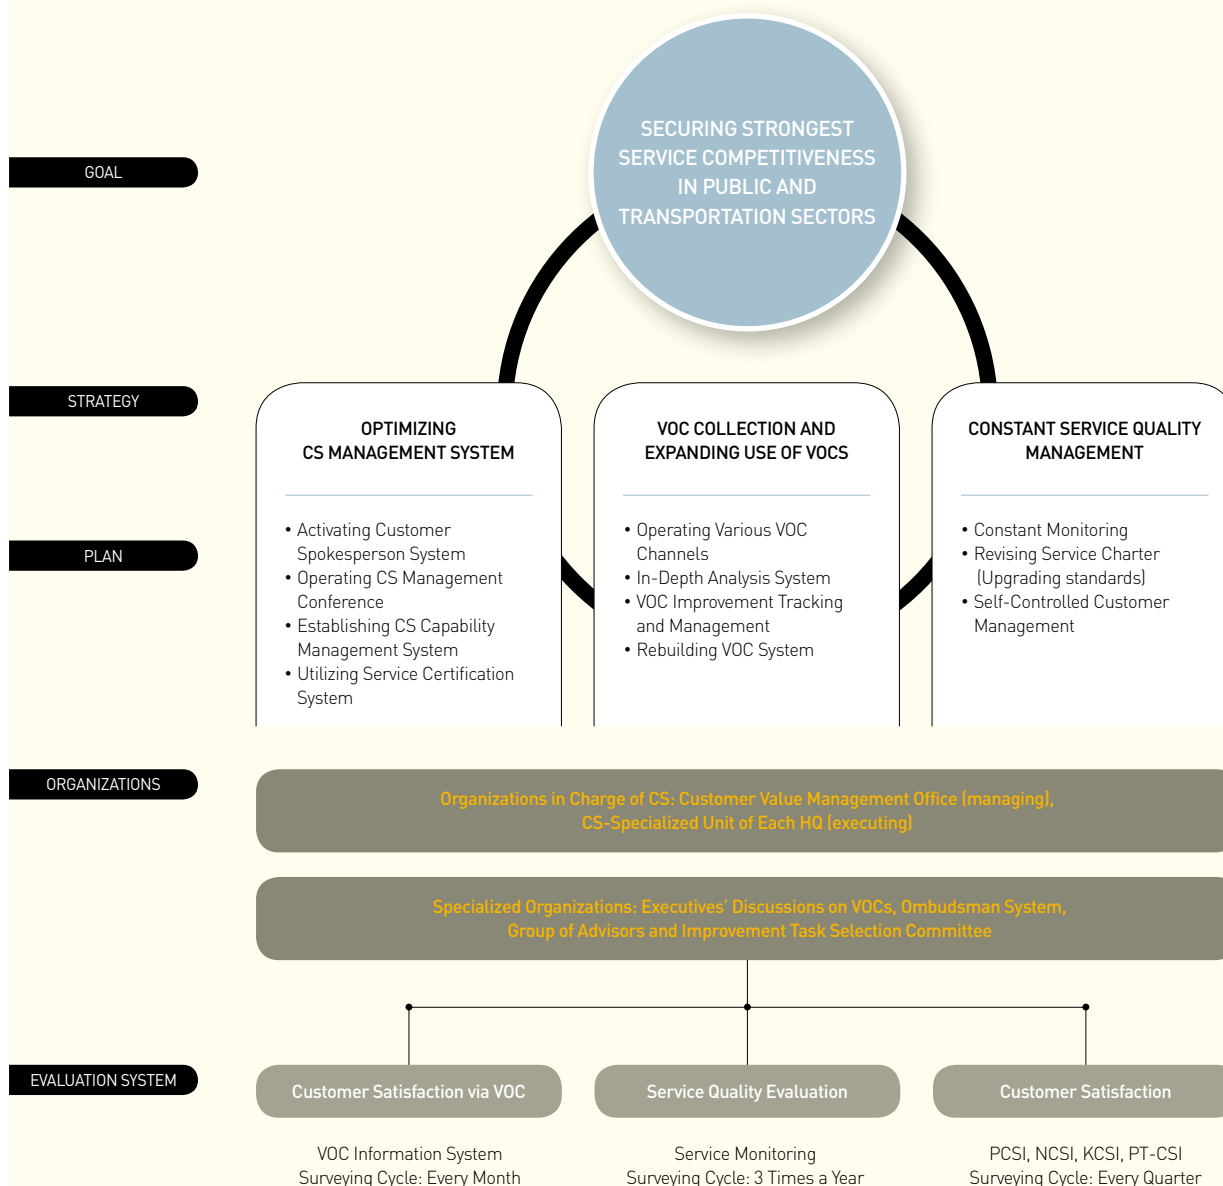 SECURING STRONGEST
SERVICE COMPETITIVENESS
IN PUBLIC AND
TRANSPORTATION SECTORS
GOAL
STRATEGY
OPTIMIZING
CS MANAGEMENT SYSTEM
VOC COLLECTION AND
EXPANDING USE OF VOCS
CONSTANT SERVICE QUALITY
MANAGEMENT
PLAN
• Activating Customer
Spokesperson System
• Operating CS Management
Conference
• Establishing CS Capability
Management System
• Utilizing Service Certification
System
• Operating Various VOC
Channels
• In-Depth Analysis System
• VOC Improvement Tracking
and Management
• Rebuilding VOC System
• Constant Monitoring
• Revising Service Charter
(Upgrading standards)
• Self-Controlled Customer
Management
ORGANIZATIONS
Organizations in Charge of CS: Customer Value Management Office (managing),
CS-Specialized Unit of Each HQ (executing)
Specialized Organizations: Executives' Discussions on VOCs, Ombudsman System,
Group of Advisors and Improvement Task Selection Committee
EVALUATION SYSTEM
Customer Satisfaction via VOC
Service Quality Evaluation
Customer Satisfaction
VOC Information System
Surveying Cycle: Every Month
Service Monitoring
Surveying Cycle: 3 Times a Year
PCSI, NCSI, KCSI, PT-CSI
Surveying Cycle: Every Quarter